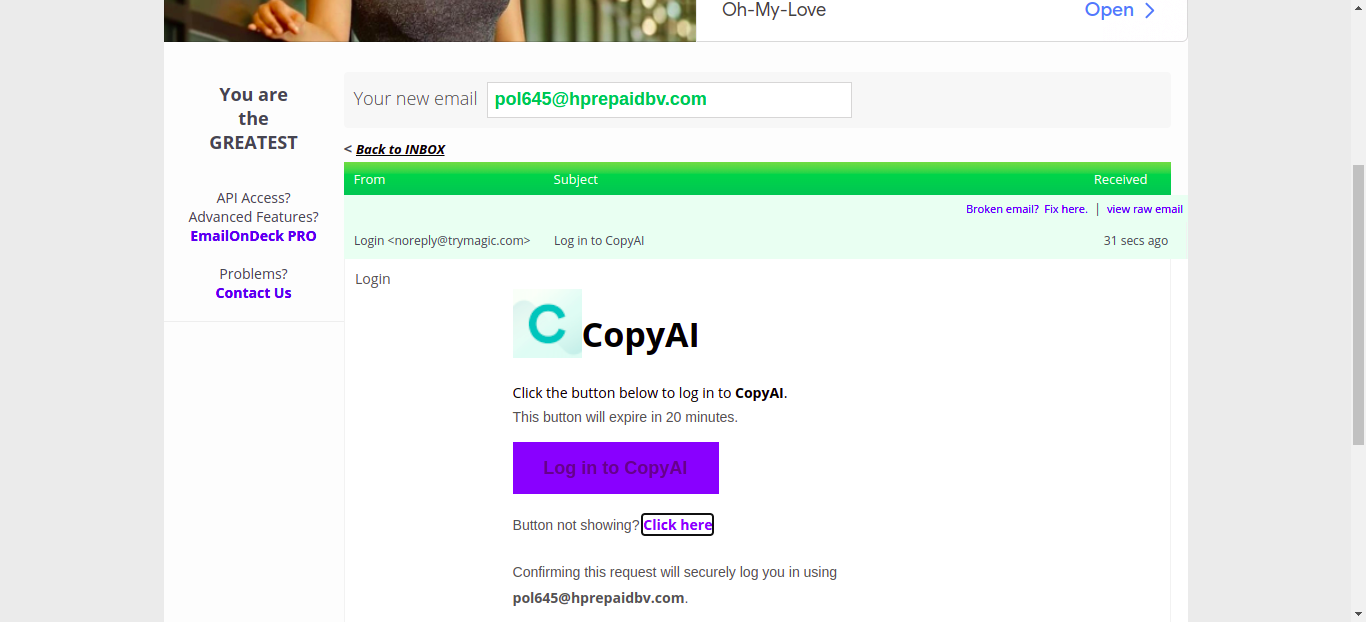 Oh-My-Love
Open
You are
the
GREATEST
API Access?
Advanced Features?
EmailOnDeck PRO
Problems?
Contact Us
Your new email pol645@hprepaidbv.com
< Back to INBOX
From Subject Received
Broken email? Fix here. | view raw email
Login <noreply@trymagic.com> Log in to CopyAI 31 secs ago
Login
C CopyAI
Click the button below to log in to CopyAI.
This button will expire in 20 minutes.
Log in to CopyAI
Button not showing? Click here
Confirming this request will securely log you in using
pol645@hprepaidbv.com.